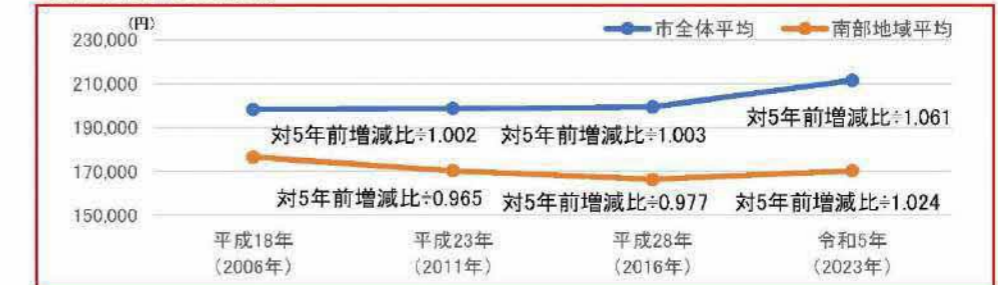 (円)
市全体平均 南部地域平均
230,000
210,000
190,000
170,000
150,000
対5年前増減比≑1.002 対5年前増減比≑1.003 対5年前増減比≑1.061
対5年前増減比≑0.965 対5年前増減比≑0.977 対5年前増減比≑1.024
平成18年 平成23年 平成28年 令和5年
(2006年) (2011年) (2016年) (2023年)